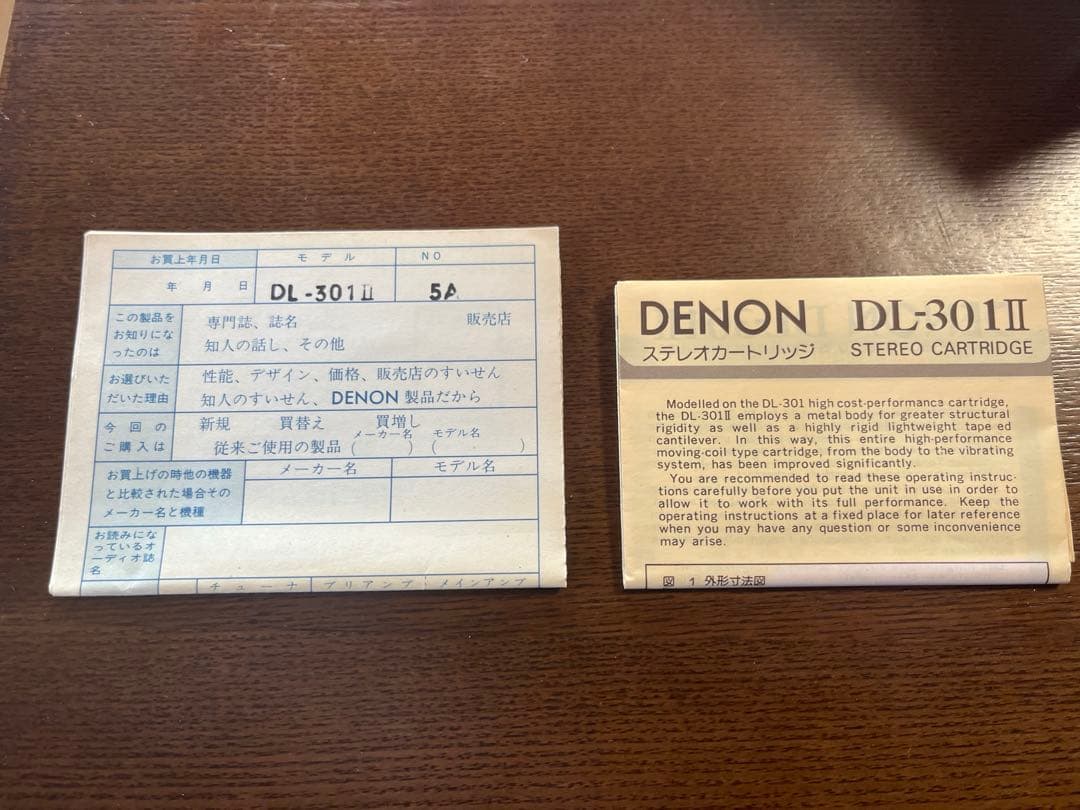 お買上年月日 モデル NO
年 月 日 DL-301II 5A
この製品を
お知りにな
ったのは
専門誌、誌名 販売店
知人の話し、その他
お選びいた
だいた理由
性能、デザイン、価格、販売店のすいせん
知人のすいせん、DENON 製品だから
今回の
ご購入は
新規 買替え 買増し
メーカー名 モデル名
従来ご使用の製品 ( ) ( )
お買上げの時他の機器
と比較された場合その
メーカー名と機種
メーカー名 モデル名
お読みにな
っているオ
ーディオ誌
名
チューナ プリアンプ メインアンプ
DENON DL-301II
ステレオカートリッジ STEREO CARTRIDGE
Modelled on the DL-301 high cost-performance cartridge,
the DL-301II employs a metal body for greater structural
rigidity as well as a highly rigid lightweight taped
cantilever. In this way, this entire high-performance
moving-coil type cartridge, from the body to the vibrating
system, has been improved significantly.
You are recommended to read these operating instruc-
tions carefully before you put the unit in use in order to
allow it to work with its full performance. Keep the
operating instructions at a fixed place for later reference
when you may have any question or some inconvenience
may arise.
図 1 外形寸法図